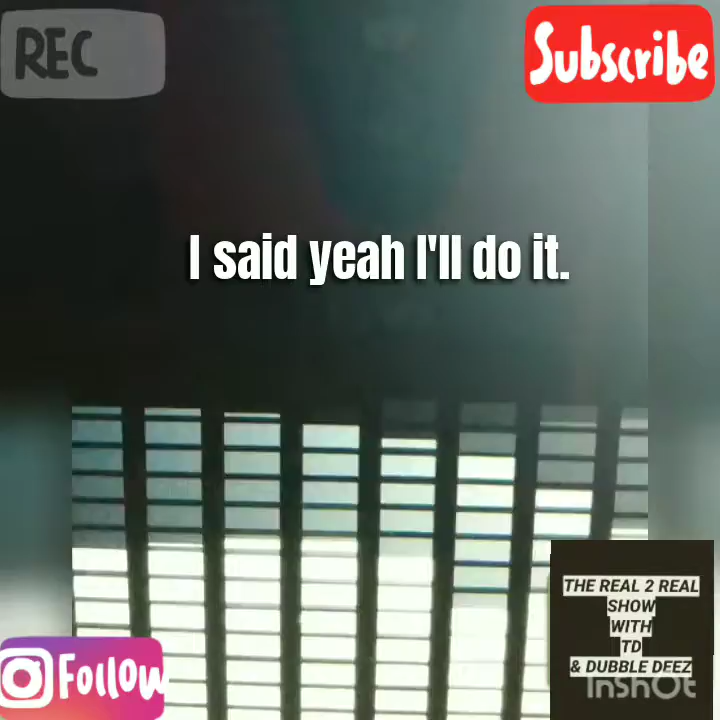 REC
Subscribe
I said yeah I'll do it.
THE REAL 2 REAL
SHOW
WITH
TD
& DUBBLE DEEZ
InShOt
Follow